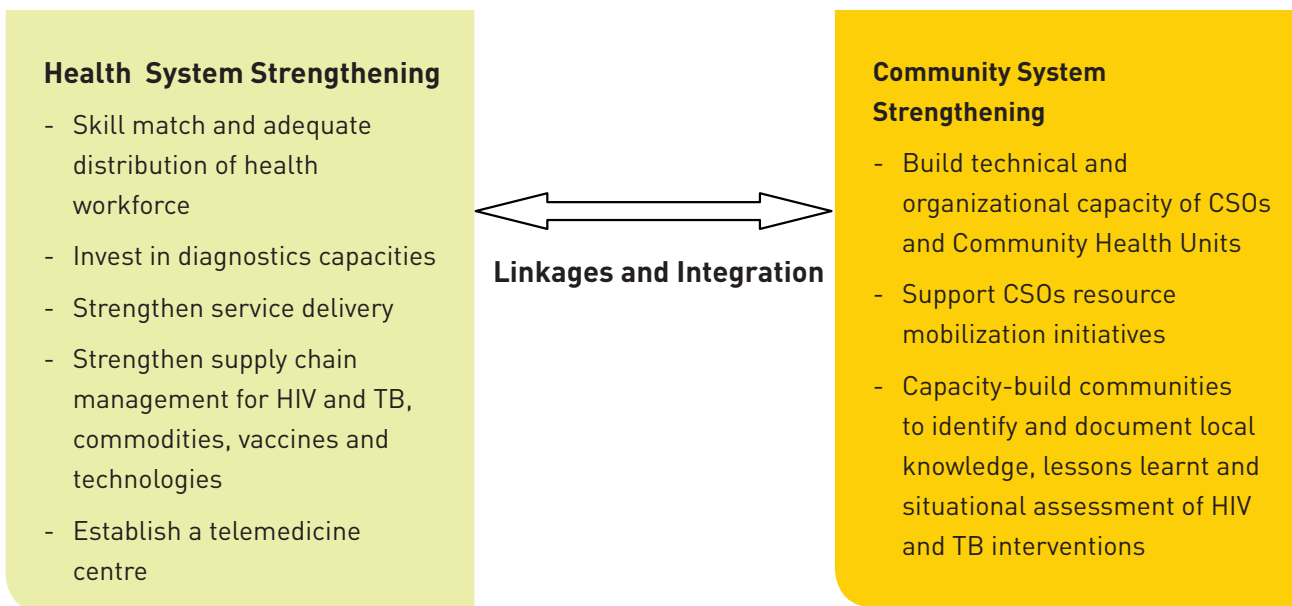 Health System Strengthening
- Skill match and adequate
distribution of health
workforce
- Invest in diagnostics capacities
- Strengthen service delivery
- Strengthen supply chain
management for HIV and TB,
commodities, vaccines and
technologies
- Establish a telemedicine
centre
Linkages and Integration
Community System
Strengthening
- Build technical and
organizational capacity of CSOs
and Community Health Units
- Support CSOs resource
mobilization initiatives
- Capacity-build communities
to identify and document local
knowledge, lessons learnt and
situational assessment of HIV
and TB interventions